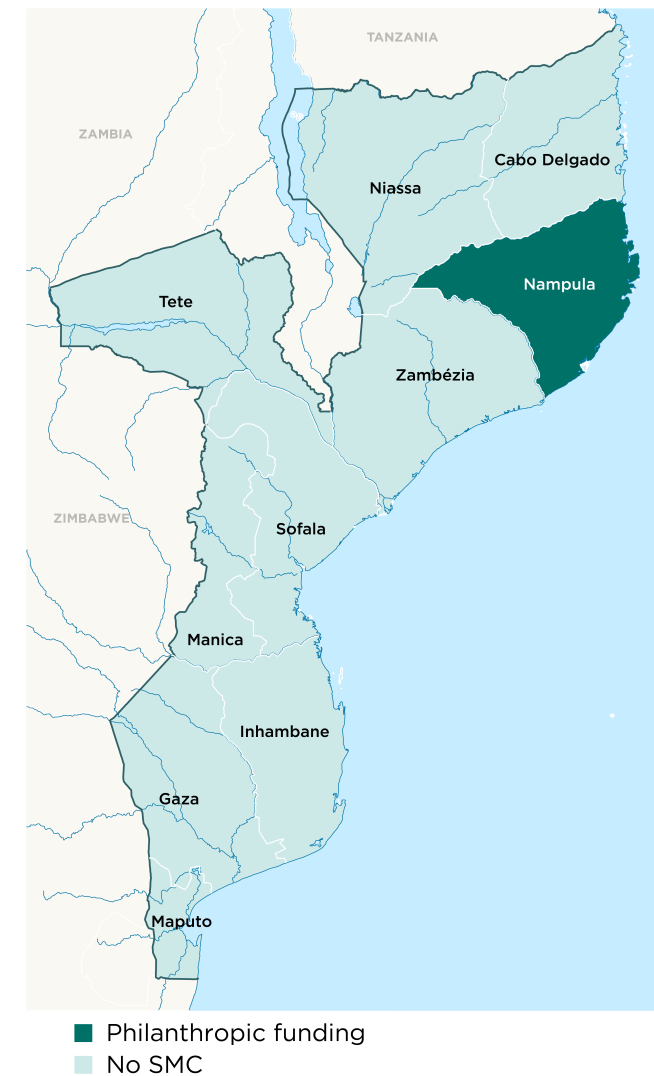 TANZANIA
ZAMBIA
Cabo Delgado
Niassa
Nampula
Tete
Zambézia
ZIMBABWE
Sofala
Manica
Inhambane
Gaza
Maputo
Philanthropic funding
No SMC